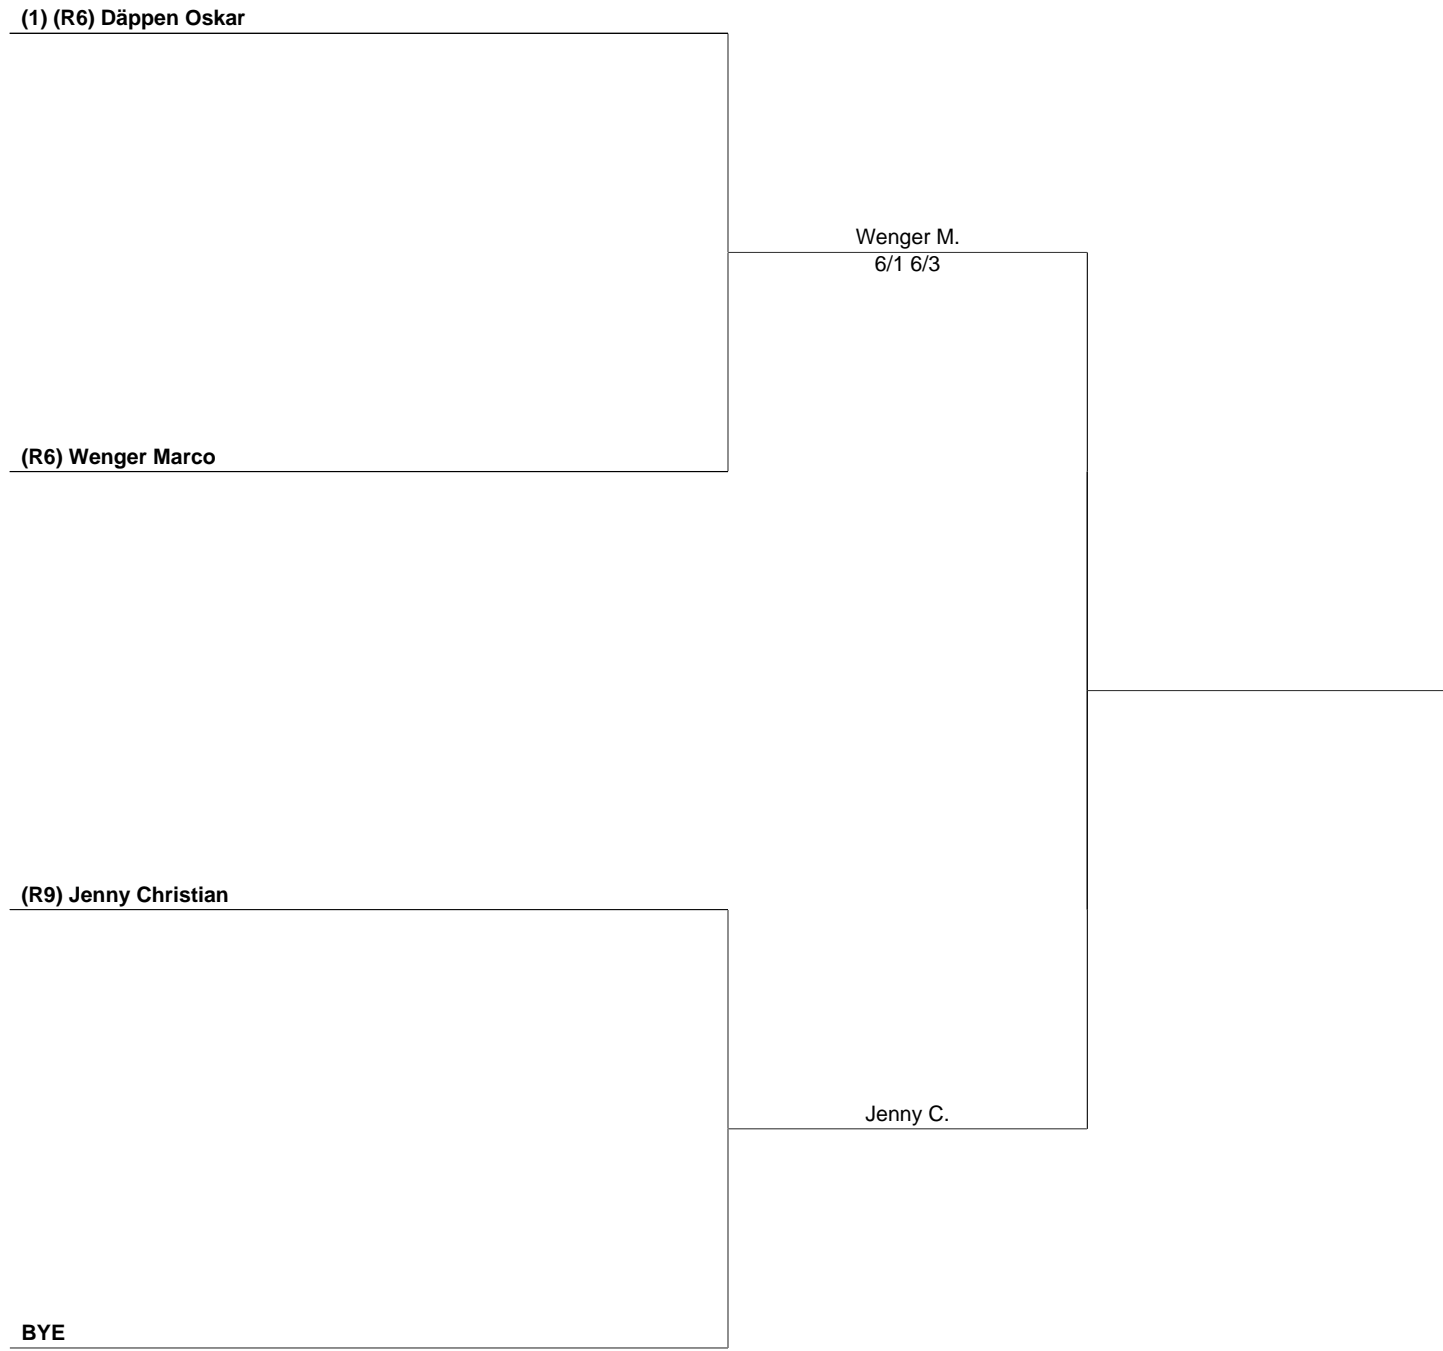 (1) (R6) Däppen Oskar
Wenger M.
6/1 6/3
(R6) Wenger Marco
(R9) Jenny Christian
Jenny C.
BYE